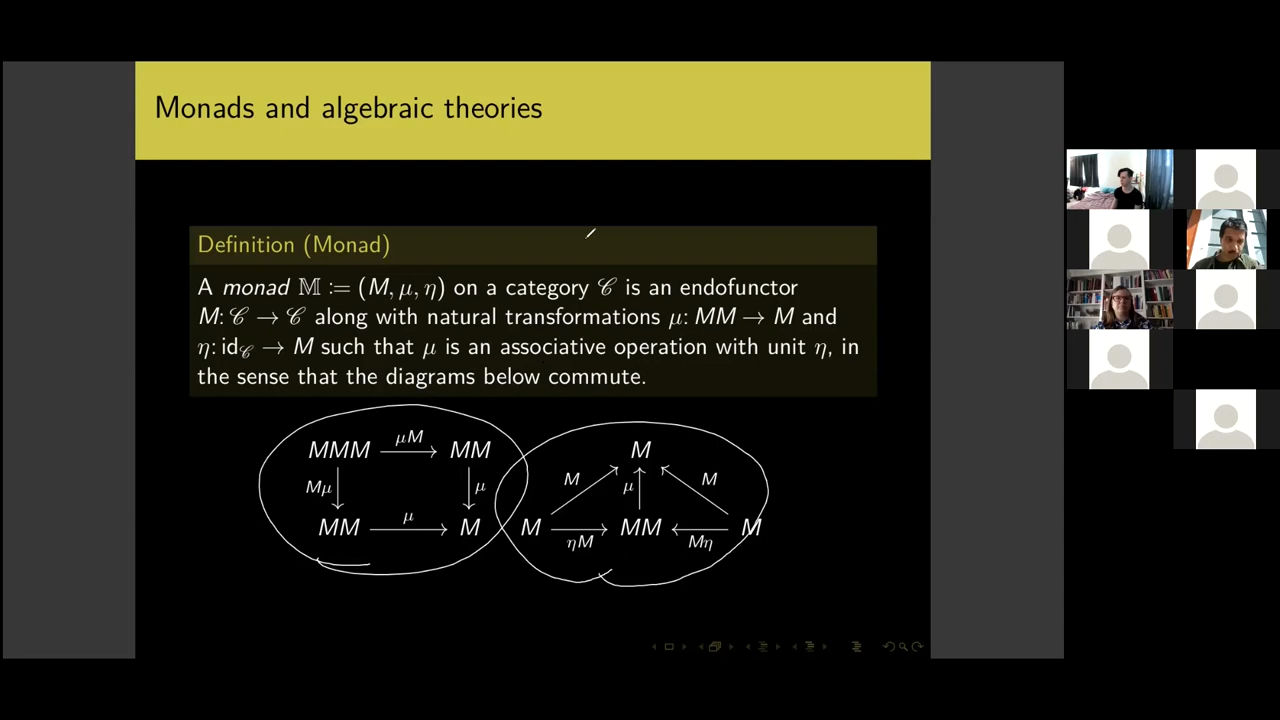 Monads and algebraic theories
Definition (Monad)
A monad 𝕄 := (M, μ, η) on a category 𝒞 is an endofunctor
M: 𝒞 → 𝒞 along with natural transformations μ: MM → M and
η: id𝒞 → M such that μ is an associative operation with unit η, in
the sense that the diagrams below commute.
MMM μM MM
Mμ μ
MM μ M
M
M μ M
M ηM MM Mη M